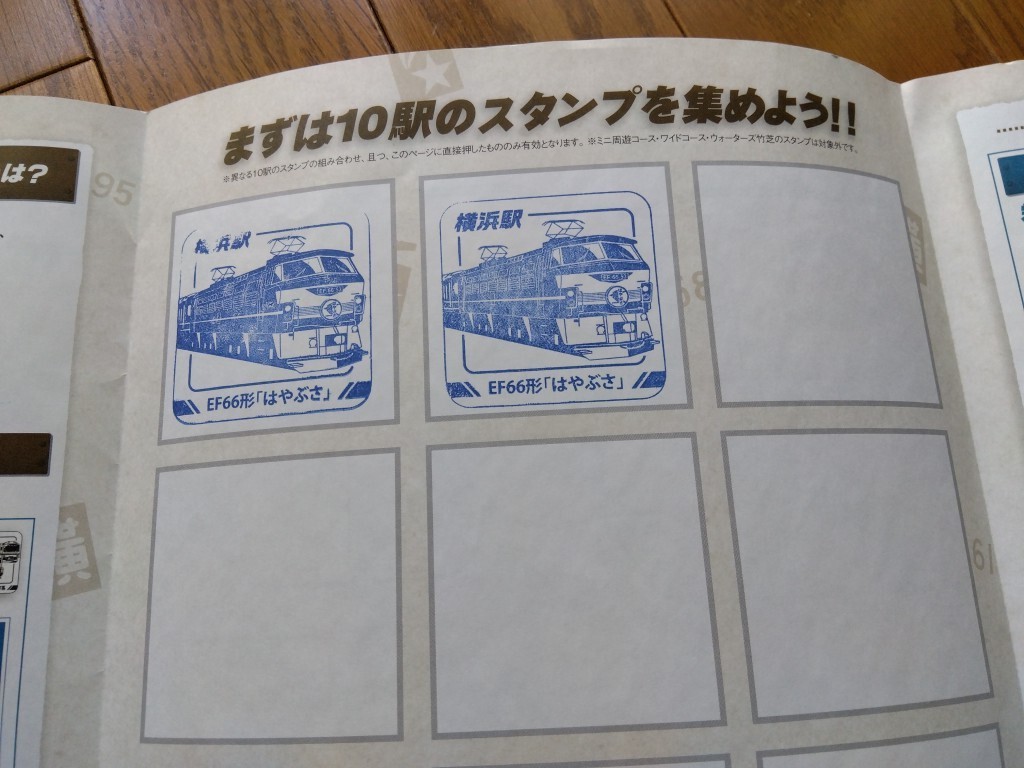 まずは10駅のスタンプを集めよう!!
※異なる10駅のスタンプの組み合わせ、且つ、このページに直接押したもののみ有効となります。※ミニ周遊コース・ワイドコース・ウォーターズ竹芝のスタンプは対象外です。
は?
95
横浜駅
EF66形「はやぶさ」
横浜駅
EF66形「はやぶさ」
68